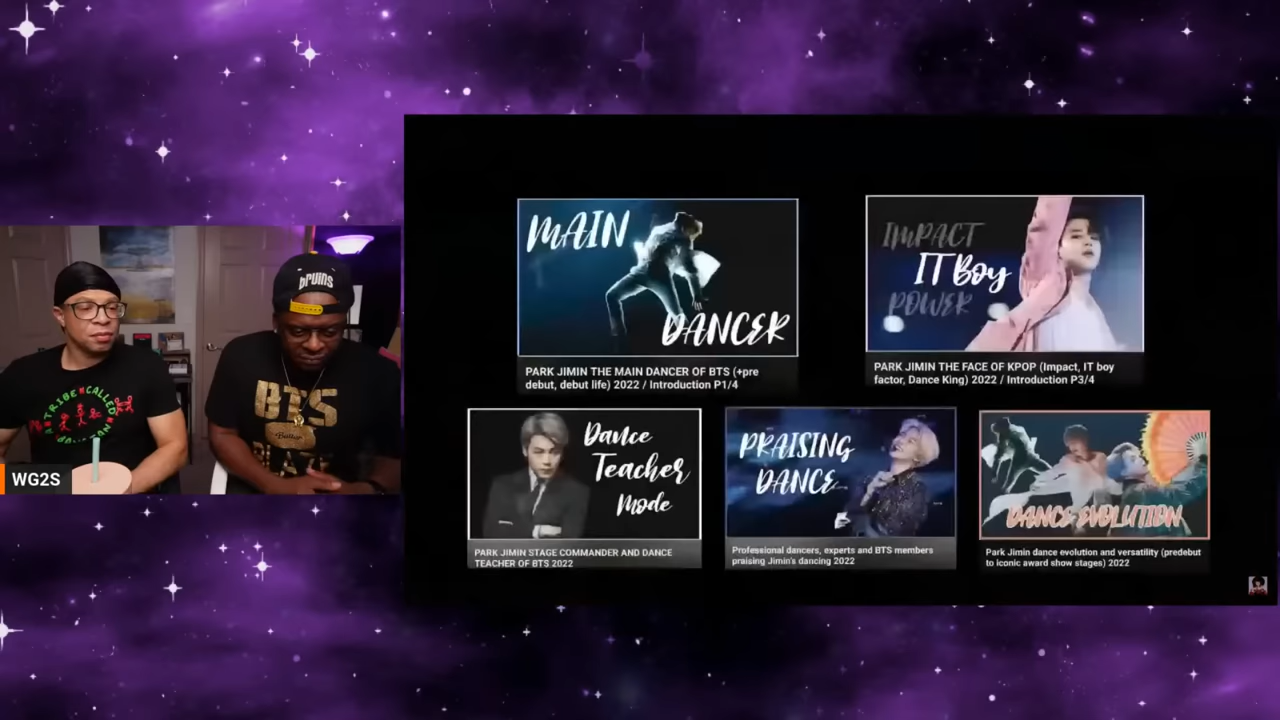 MAIN
DANCER
PARK JIMIN THE MAIN DANCER OF BTS (+pre
debut, debut life) 2022 / Introduction P1/4
IMPACT
IT Boy
POWER
PARK JIMIN THE FACE OF KPOP (Impact, IT boy
factor, Dance King) 2022 / Introduction P3/4
bruins
A TRIBE CALLED
BTS
Butter
WG2S
Dance
Teacher
Mode
PARK JIMIN STAGE COMMANDER AND DANCE
TEACHER OF BTS 2022
PRAISING
DANCE
Professional dancers, experts and BTS members
praising Jimin's dancing 2022
DANCE EVOLUTION
Park Jimin dance evolution and versatility (predebut
to iconic award show stages) 2022